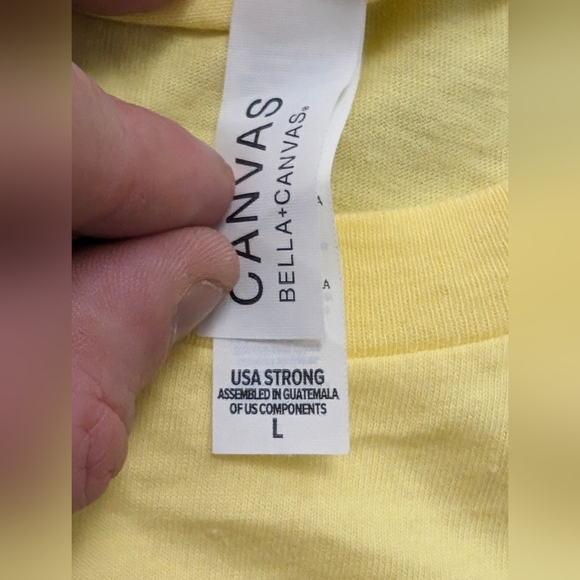 CANVAS
BELLA+CANVAS®
A
A
USA STRONG
ASSEMBLED IN GUATEMALA
OF US COMPONENTS
L